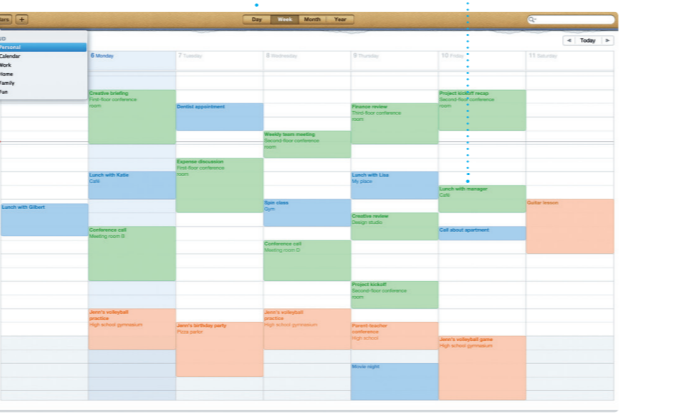 +
Day Week Month Year
Personal
Calendar
Work
Home
Family
Fun
Today
6 Monday
7 Tuesday
8 Wednesday
9 Thursday
10 Friday
11 Saturday
Lunch with Gilbert
Creative briefing
First-floor conference
room
Lunch with Katie
Café
Conference call
Meeting room B
Jenn's volleyball
practice
High school gymnasium
Dentist appointment
Expense discussion
First-floor conference
room
Jenn's birthday party
Pizza parlor
Weekly team meeting
Second-floor conference
room
Spin class
Gym
Conference call
Meeting room B
Jenn's volleyball
practice
High school gymnasium
Finance review
Third-floor conference
room
Lunch with Lisa
My place
Creative review
Design studio
Project kickoff
Second-floor conference
room
Parent-teacher
conference
High school
Movie night
Project kickoff recap
Second-floor conference
room
Lunch with manager
Café
Call about apartment
Jenn's volleyball game
High school gymnasium
Guitar lesson